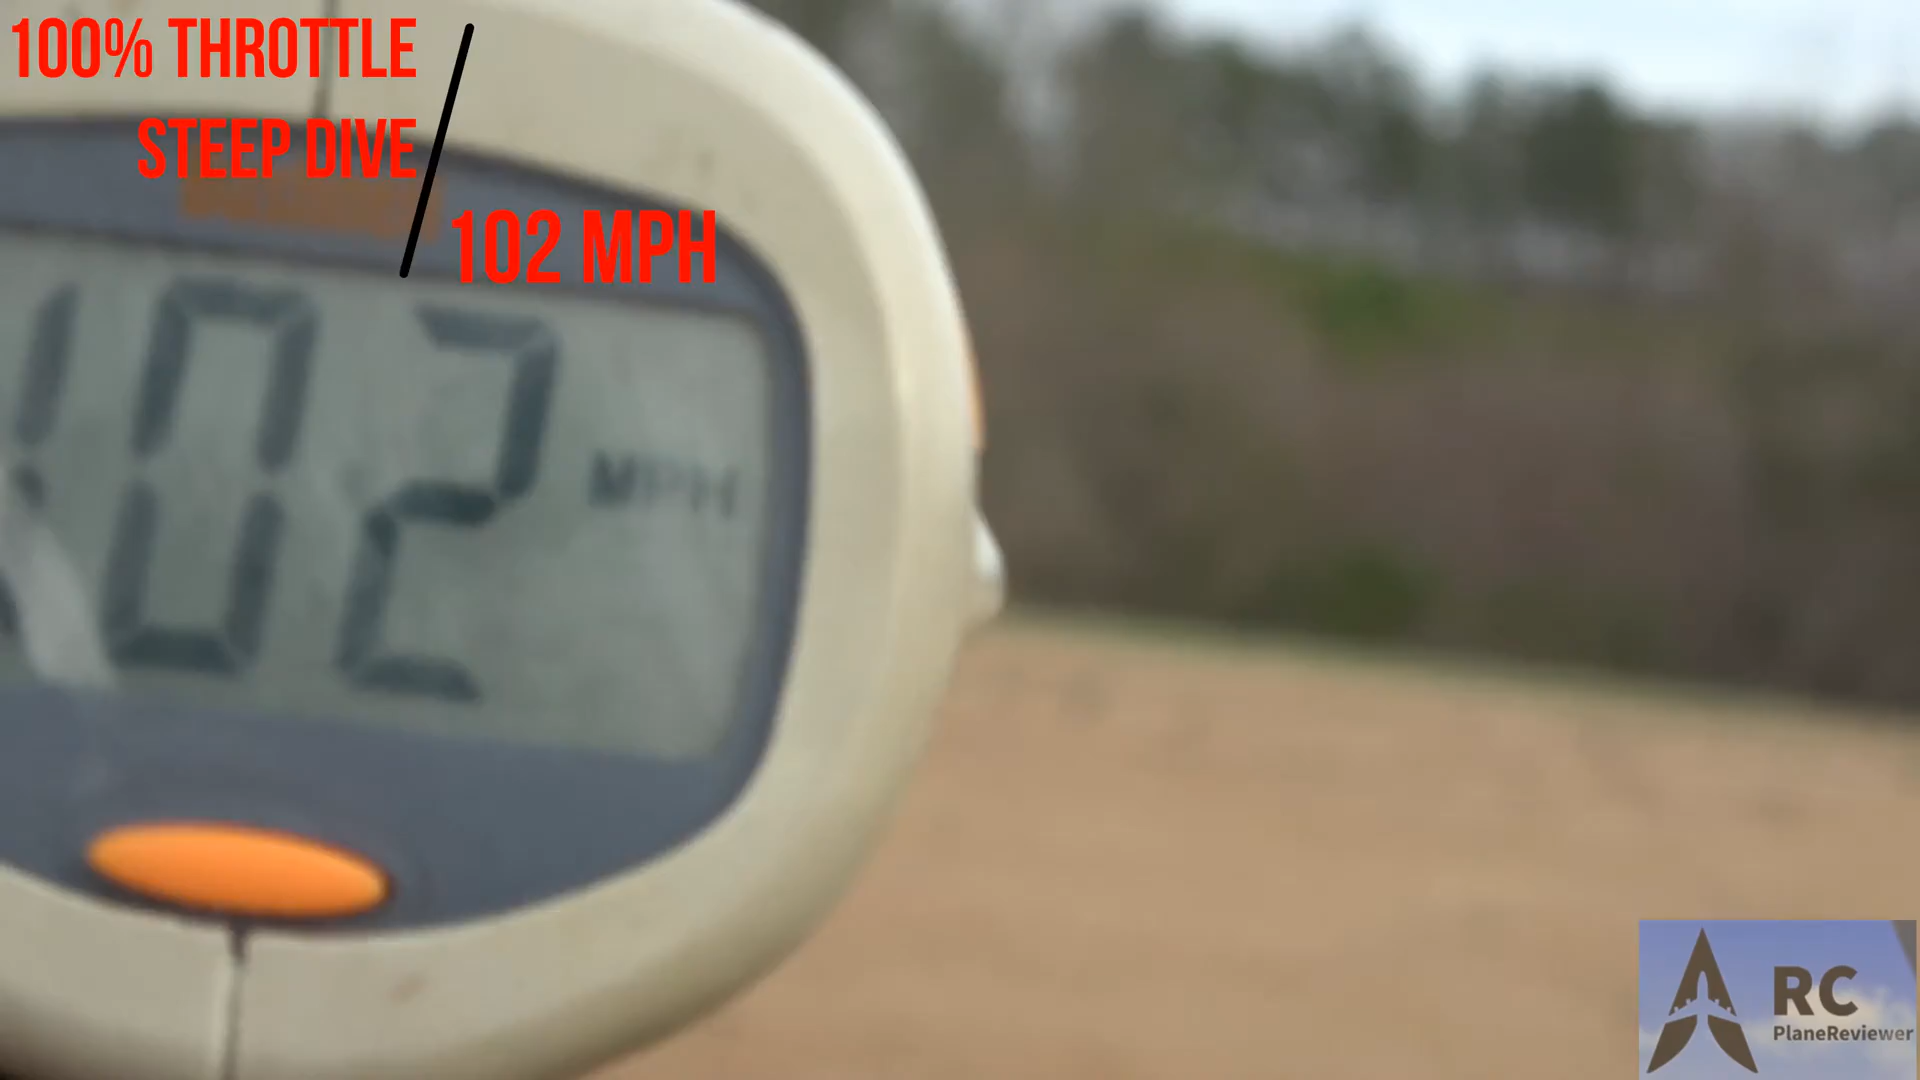 100% THROTTLE
STEEP DIVE
102 MPH
102 MPH
RC
PlaneReviewer